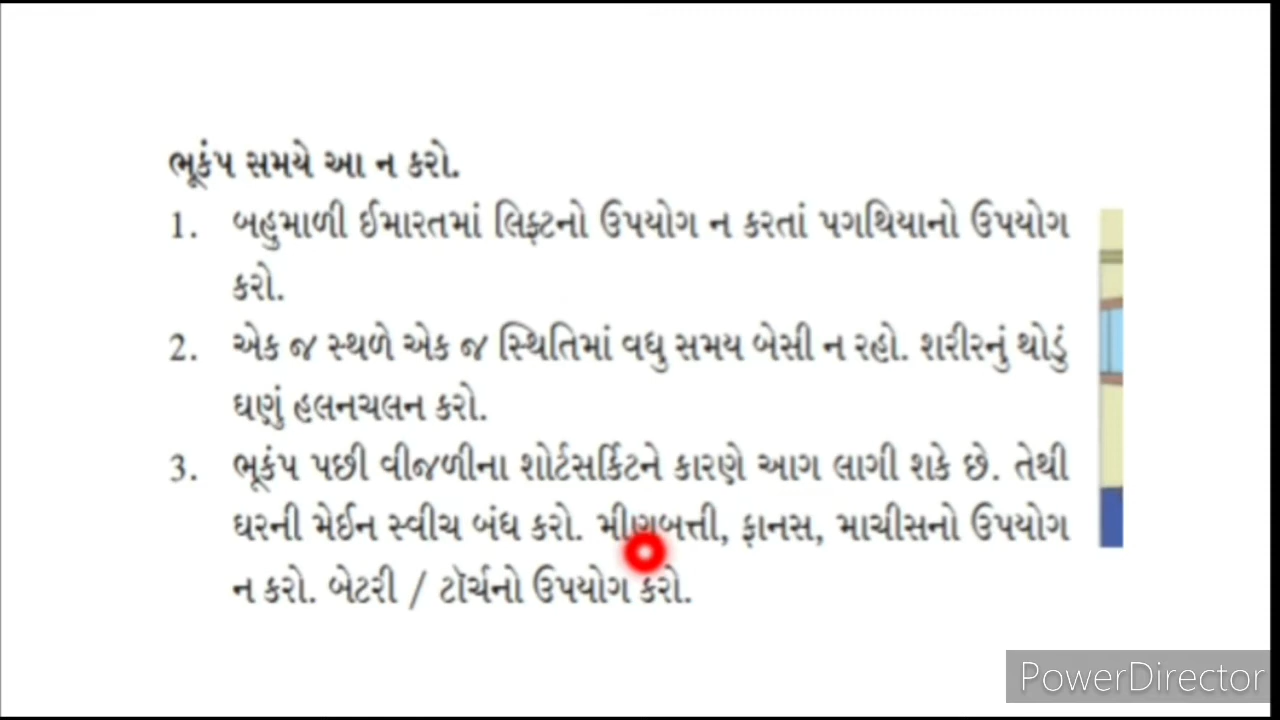 ભૂકંપ સમયે આ ન કરો.
1. બહુમાળી ઈમારતમાં લિફ્ટનો ઉપયોગ ન કરતાં પગથિયાનો ઉપયોગ
કરો.
2. એક જ સ્થળે એક જ સ્થિતિમાં વધુ સમય બેસી ન રહો. શરીરનું થોડું
ઘણું હલનચલન કરો.
3. ભૂકંપ પછી વીજળીના શોર્ટસર્કિટને કારણે આગ લાગી શકે છે. તેથી
ઘરની મેઈન સ્વીચ બંધ કરો. મીણબત્તી, ફાનસ, માચીસનો ઉપયોગ
ન કરો. બેટરી / ટૉર્ચનો ઉપયોગ કરો.
PowerDirector